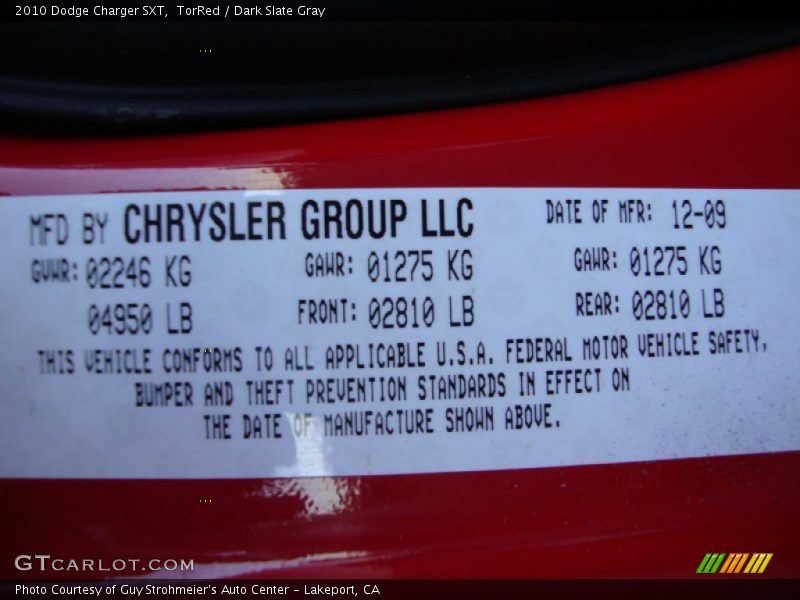 2010 Dodge Charger SXT,  TorRed / Dark Slate Gray
MFD BY CHRYSLER GROUP LLC DATE OF MFR: 12-09
GVWR: 02246 KG GAWR: 01275 KG GAWR: 01275 KG
04950 LB FRONT: 02810 LB REAR: 02810 LB
THIS VEHICLE CONFORMS TO ALL APPLICABLE U.S.A. FEDERAL MOTOR VEHICLE SAFETY,
BUMPER AND THEFT PREVENTION STANDARDS IN EFFECT ON
THE DATE OF MANUFACTURE SHOWN ABOVE.
GTCARLOT.COM
Photo Courtesy of Guy Strohmeier's Auto Center – Lakeport, CA